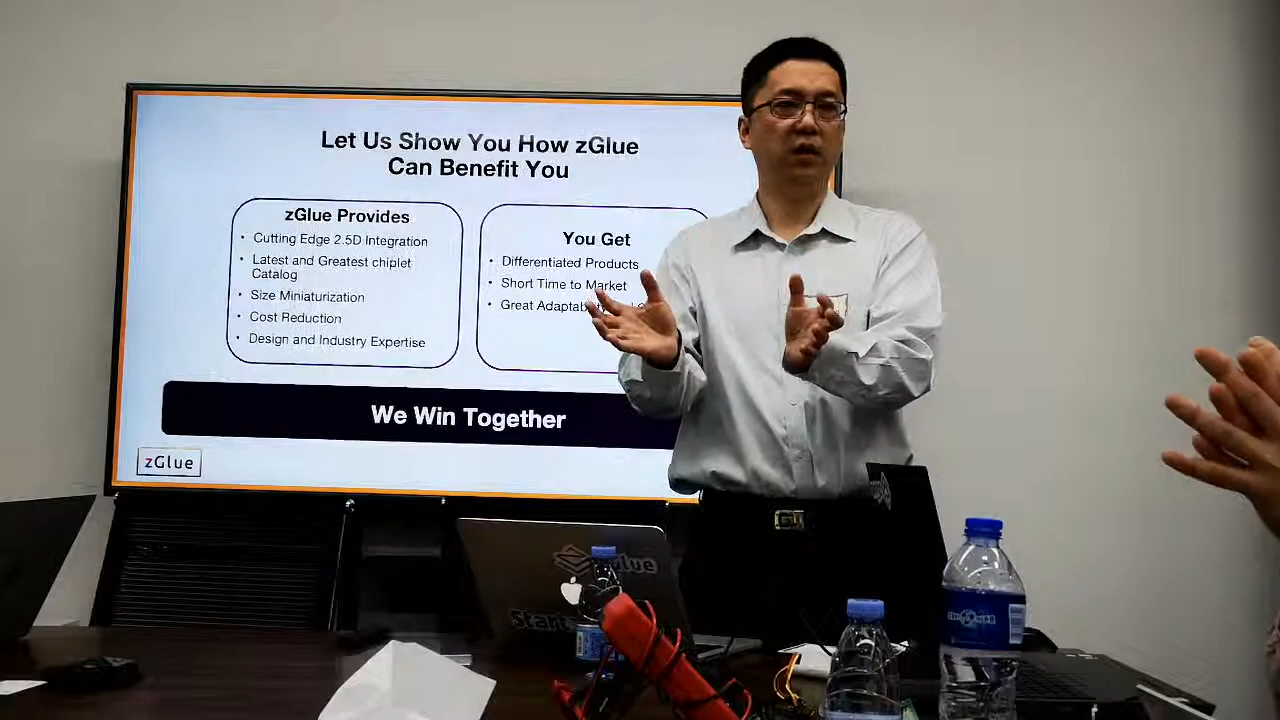 Let Us Show You How zGlue
Can Benefit You
zGlue Provides
• Cutting Edge 2.5D Integration
• Latest and Greatest chiplet
Catalog
• Size Miniaturization
• Cost Reduction
• Design and Industry Expertise
You Get
• Differentiated Products
• Short Time to Market
• Great
We Win Together
zGlue
Start